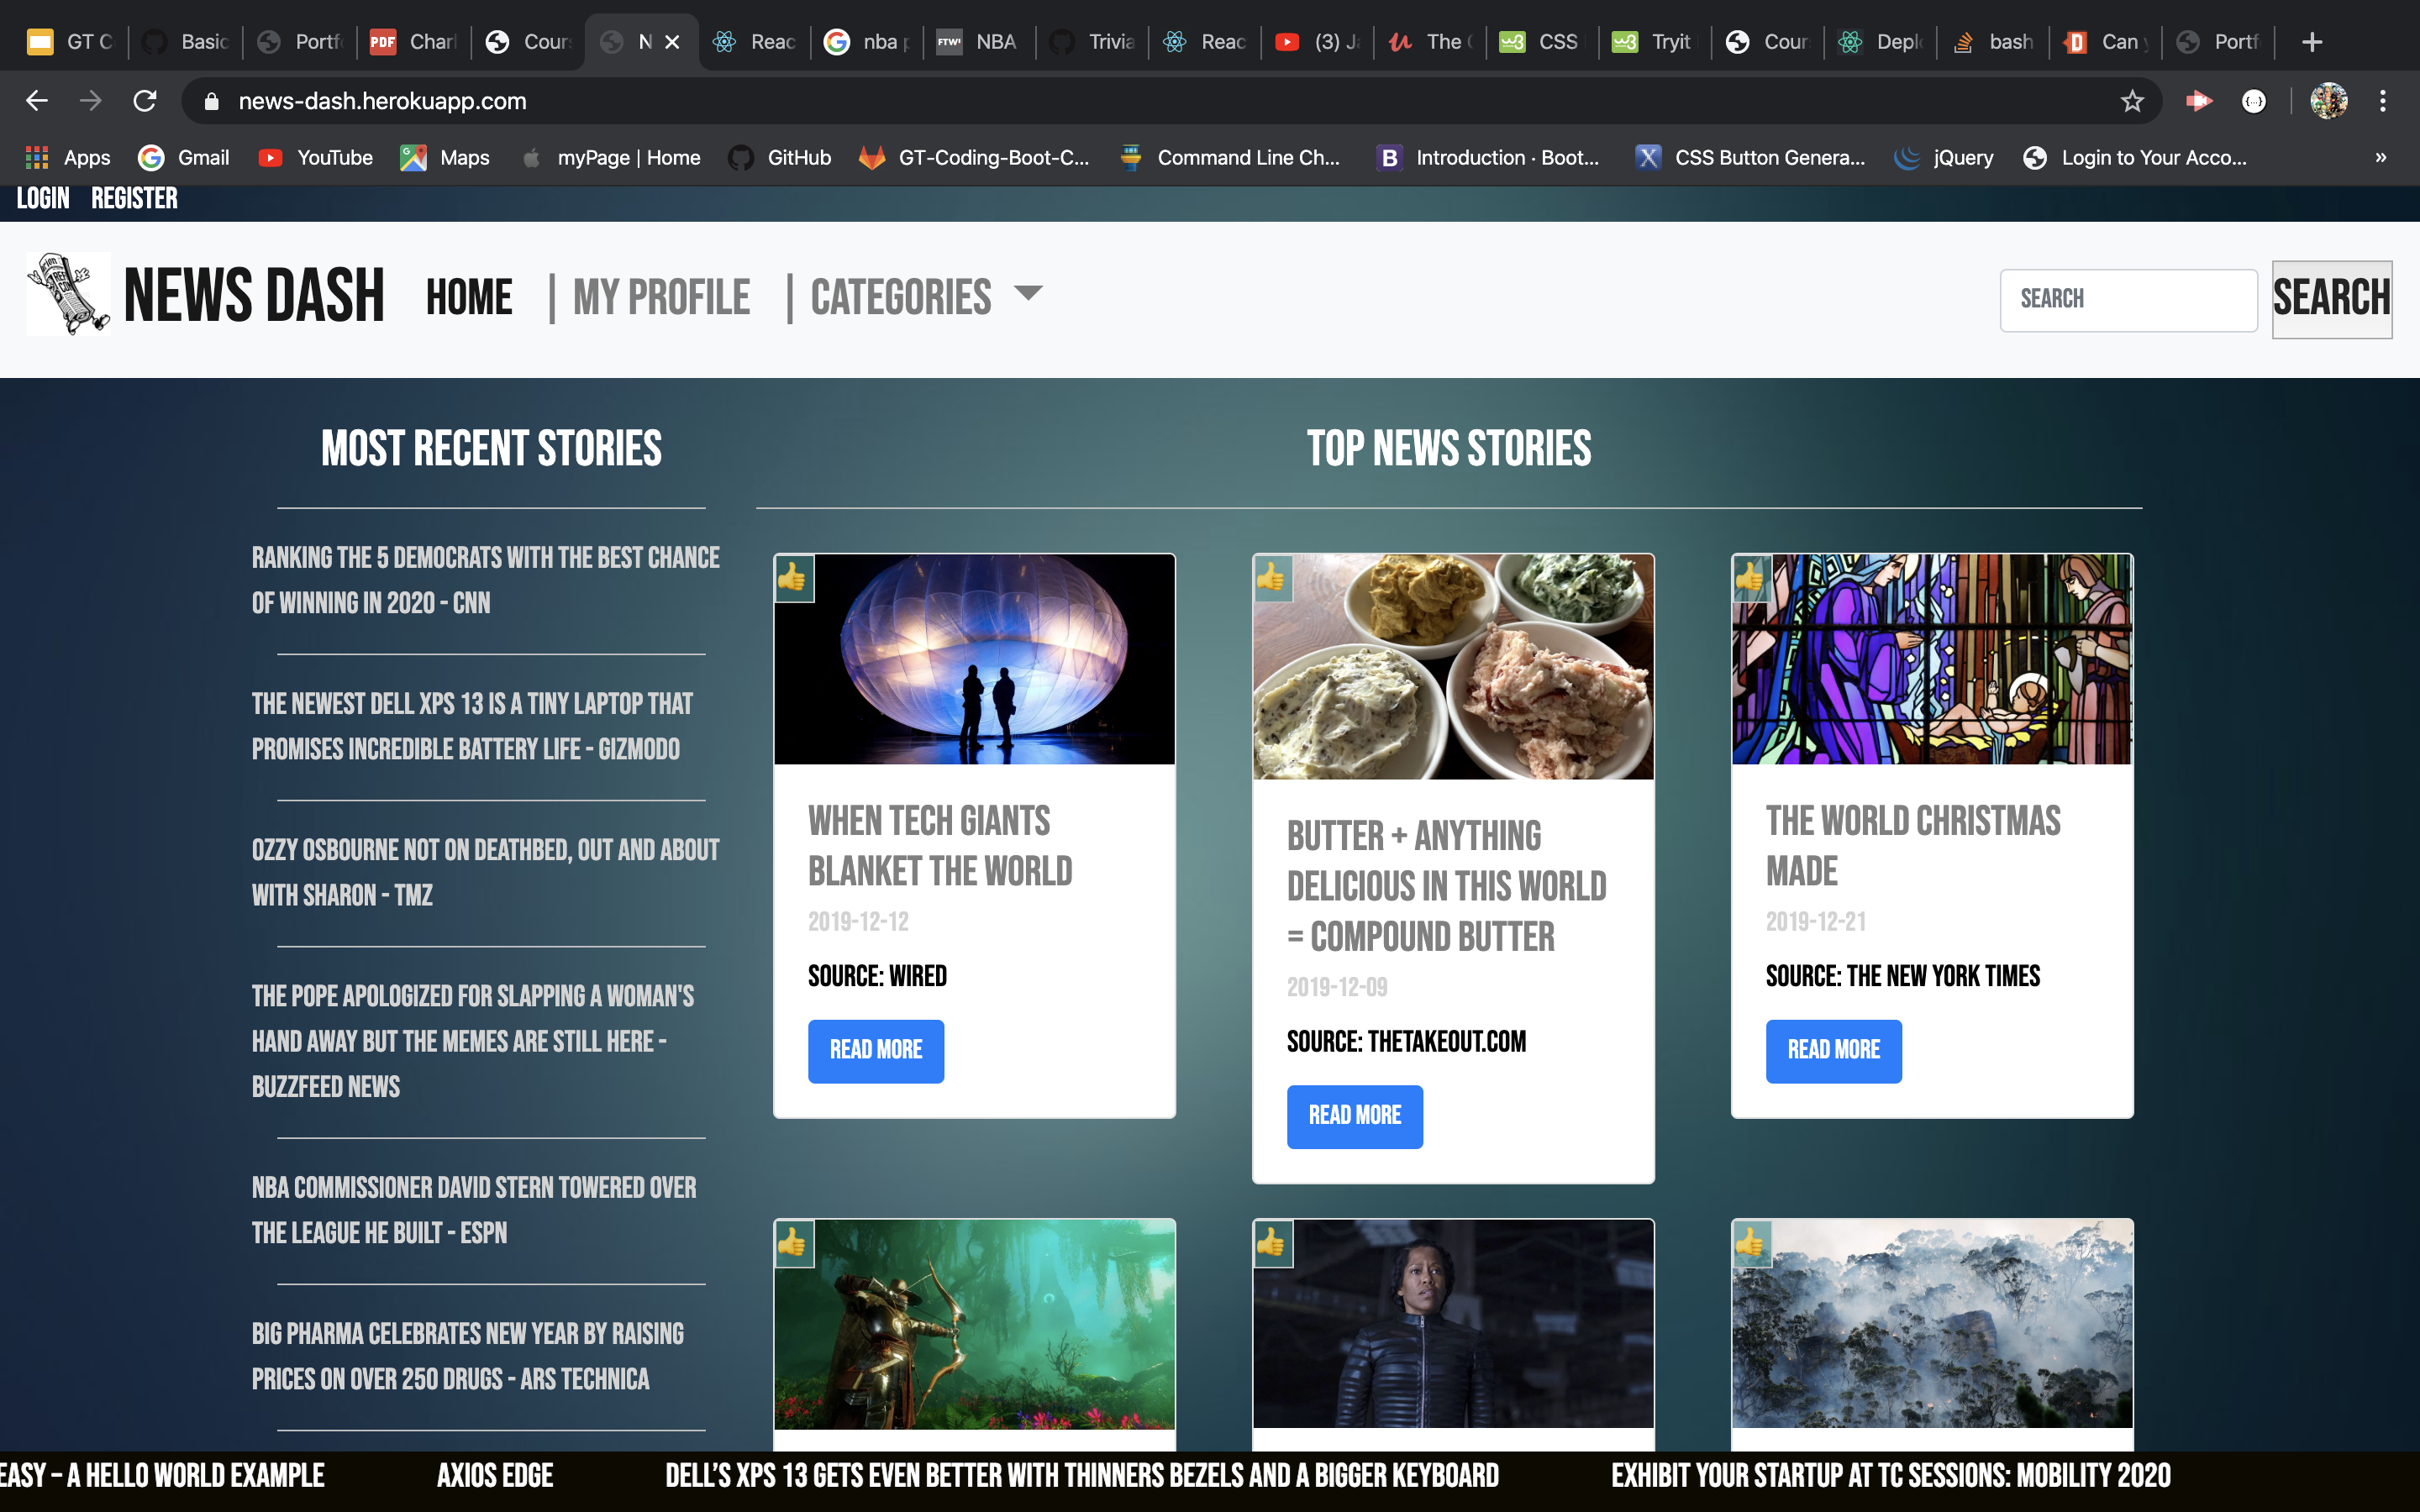 GT C
Basic
Portf
PDF Charl
Cour
N
Reac
nba p
FTW! NBA
Trivia
Reac
(3) Ja
The
w3 CSS
w3 Tryit
Cour
Deplo
bash
Can
Portf
news-dash.herokuapp.com
Apps
Gmail
YouTube
Maps
myPage | Home
GitHub
GT-Coding-Boot-C...
Command Line Ch...
B Introduction · Boot...
X CSS Button Genera...
jQuery
Login to Your Acco...
»
LOGIN REGISTER
NEWS DASH
HOME
| MY PROFILE
| CATEGORIES
SEARCH
SEARCH
MOST RECENT STORIES
RANKING THE 5 DEMOCRATS WITH THE BEST CHANCE
OF WINNING IN 2020 - CNN
THE NEWEST DELL XPS 13 IS A TINY LAPTOP THAT
PROMISES INCREDIBLE BATTERY LIFE - GIZMODO
OZZY OSBOURNE NOT ON DEATHBED, OUT AND ABOUT
WITH SHARON - TMZ
THE POPE APOLOGIZED FOR SLAPPING A WOMAN'S
HAND AWAY BUT THE MEMES ARE STILL HERE -
BUZZFEED NEWS
NBA COMMISSIONER DAVID STERN TOWERED OVER
THE LEAGUE HE BUILT - ESPN
BIG PHARMA CELEBRATES NEW YEAR BY RAISING
PRICES ON OVER 250 DRUGS - ARS TECHNICA
TOP NEWS STORIES
WHEN TECH GIANTS
BLANKET THE WORLD
2019-12-12
SOURCE: WIRED
READ MORE
BUTTER + ANYTHING
DELICIOUS IN THIS WORLD
= COMPOUND BUTTER
2019-12-09
SOURCE: THETAKEOUT.COM
READ MORE
THE WORLD CHRISTMAS
MADE
2019-12-21
SOURCE: THE NEW YORK TIMES
READ MORE
EASY – A HELLO WORLD EXAMPLE AXIOS EDGE DELL'S XPS 13 GETS EVEN BETTER WITH THINNERS BEZELS AND A BIGGER KEYBOARD EXHIBIT YOUR STARTUP AT TC SESSIONS: MOBILITY 2020